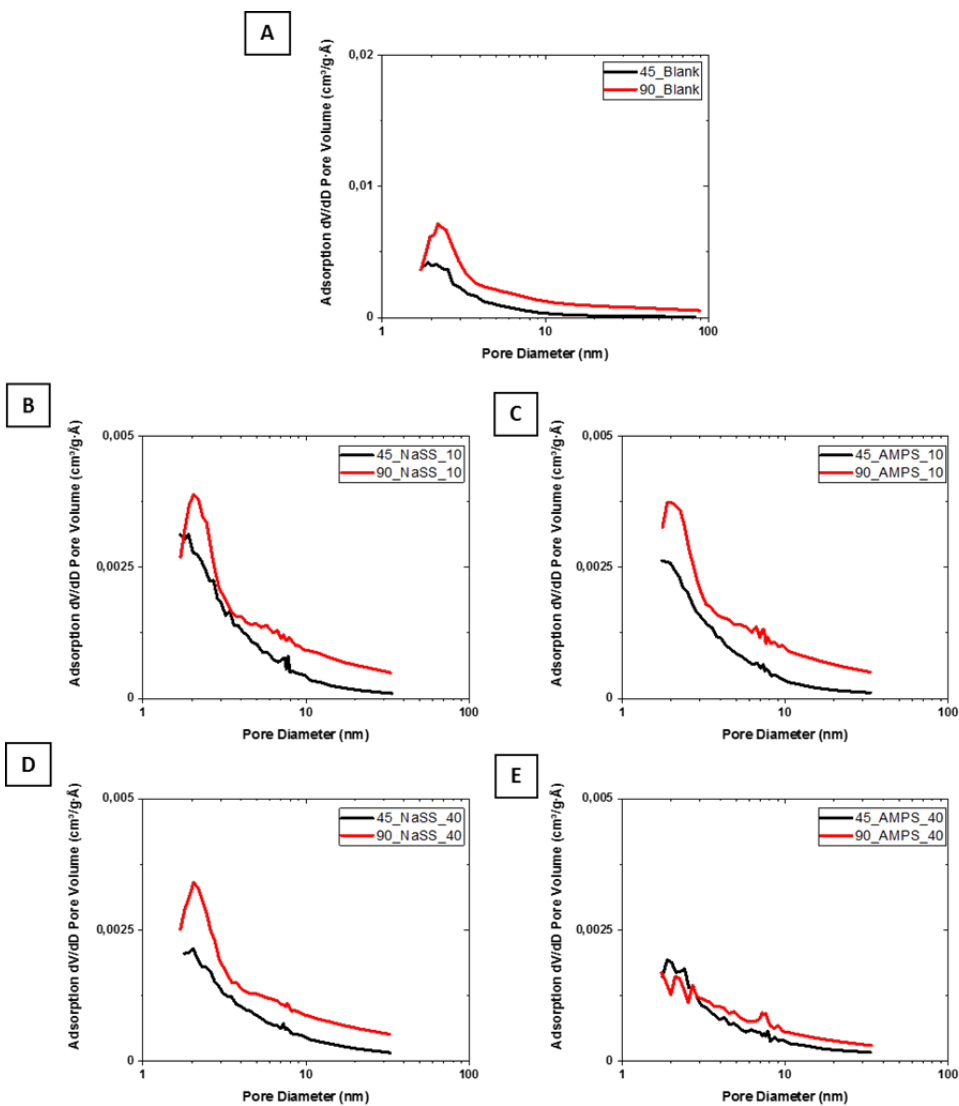 A
Adsorption dV/dD Pore Volume (cm³/g·Å)
0,02
0,01
0
45_Blank
90_Blank
1
10
100
Pore Diameter (nm)
B
Adsorption dV/dD Pore Volume (cm³/g·Å)
0,005
0,0025
0
45_NaSS_10
90_NaSS_10
1
10
100
Pore Diameter (nm)
C
Adsorption dV/dD Pore Volume (cm³/g·Å)
0,005
0,0025
0
45_AMPS_10
90_AMPS_10
1
10
100
Pore Diameter (nm)
D
Adsorption dV/dD Pore Volume (cm³/g·Å)
0,005
0,0025
0
45_NaSS_40
90_NaSS_40
1
10
100
Pore Diameter (nm)
E
Adsorption dV/dD Pore Volume (cm³/g·Å)
0,005
0,0025
0
45_AMPS_40
90_AMPS_40
1
10
100
Pore Diameter (nm)